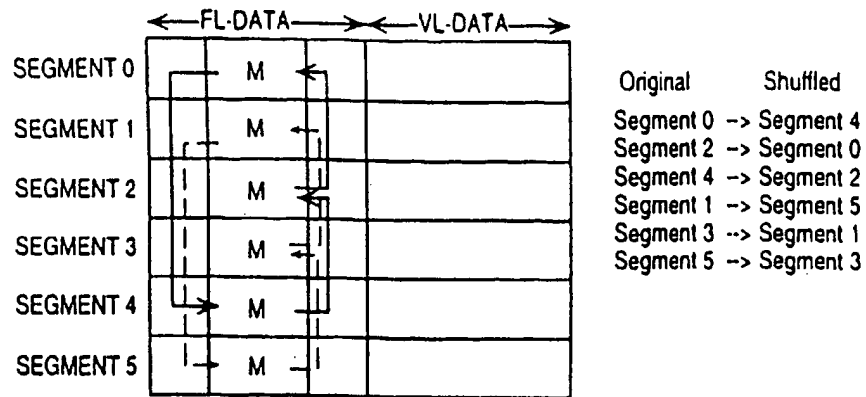 FL-DATA VL-DATA
SEGMENT 0 M
SEGMENT 1 M
SEGMENT 2 M
SEGMENT 3 M
SEGMENT 4 M
SEGMENT 5 M
Original Shuffled
Segment 0 --> Segment 4
Segment 2 --> Segment 0
Segment 4 --> Segment 2
Segment 1 --> Segment 5
Segment 3 --> Segment 1
Segment 5 --> Segment 3